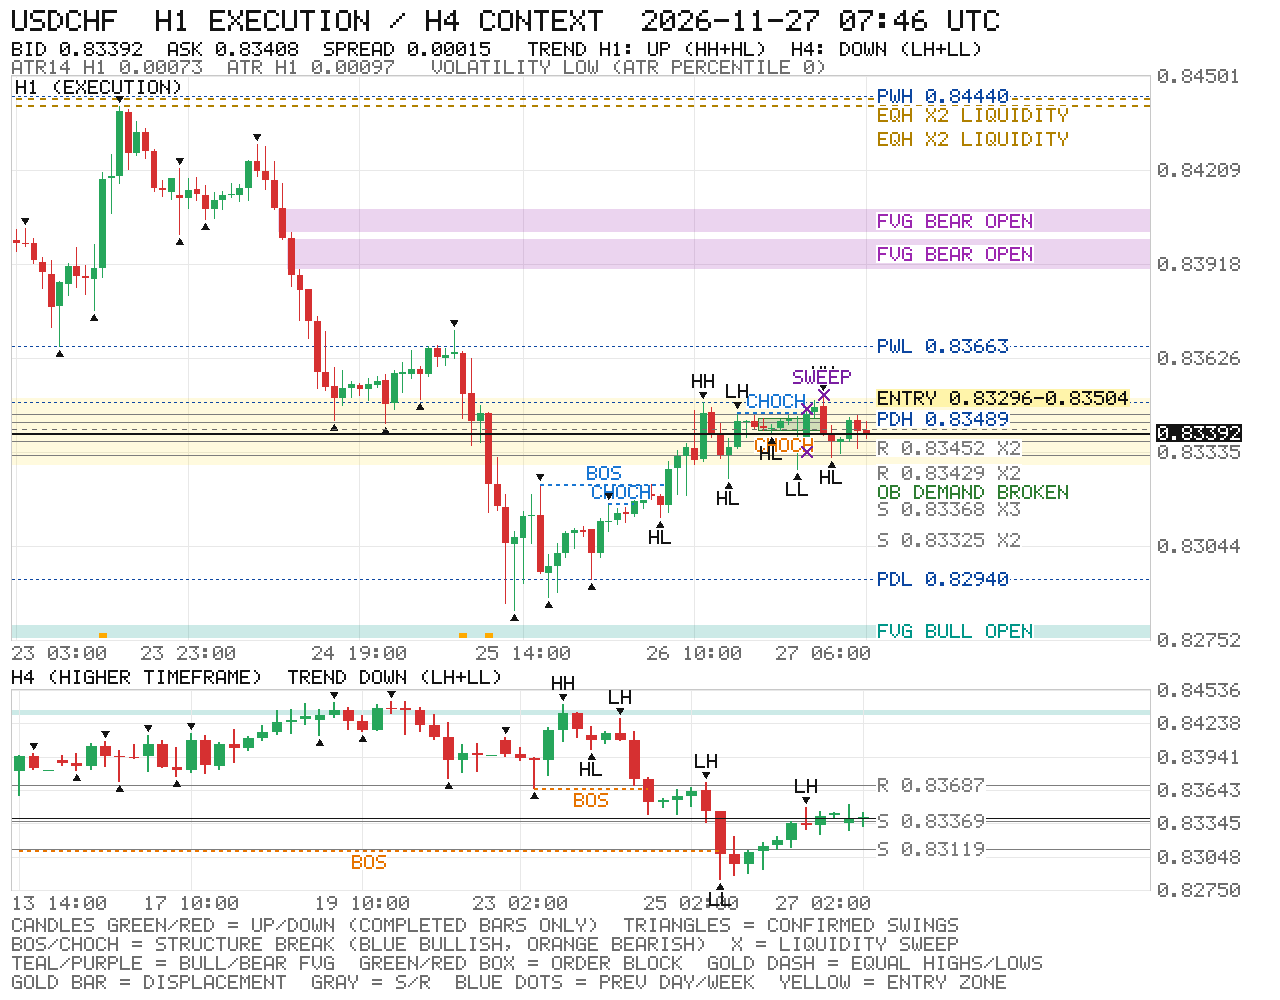 USDCHF  H1 EXECUTION / H4 CONTEXT  2026-11-27 07:46 UTC
BID 0.83392  ASK 0.83408  SPREAD 0.00015  TREND H1: UP (HH+HL)  H4: DOWN (LH+LL)
ATR14 H1 0.00073  ATR H1 0.00097  VOLATILITY LOW (ATR PERCENTILE 0)
H1 (EXECUTION)
0.84501
PWH 0.84440
EQH X2 LIQUIDITY
EQH X2 LIQUIDITY
0.84209
FVG BEAR OPEN
FVG BEAR OPEN
0.83918
PWL 0.83663
0.83626
SWEEP
HH
LH
CHOCH
ENTRY 0.83296-0.83504
PDH 0.83489
0.83392
CHOCH
HL
R 0.83452 X2
0.83335
BOS
CHOCH
HL
LL
HL
R 0.83429 X2
OB DEMAND BROKEN
S 0.83368 X3
HL
S 0.83325 X2
0.83044
PDL 0.82940
FVG BULL OPEN
0.82752
23 03:00  23 23:00  24 19:00  25 14:00  26 10:00  27 06:00
H4 (HIGHER TIMEFRAME)  TREND DOWN (LH+LL)
HH
LH
0.84536
0.84238
HL
LH
0.83941
BOS
LH
R 0.83687
0.83643
S 0.83369
0.83345
BOS
S 0.83119
0.83048
LL
0.82750
13 14:00  17 10:00  19 10:00  23 02:00  25 02:00  27 02:00
CANDLES GREEN/RED = UP/DOWN (COMPLETED BARS ONLY)  TRIANGLES = CONFIRMED SWINGS
BOS/CHOCH = STRUCTURE BREAK (BLUE BULLISH, ORANGE BEARISH)  X = LIQUIDITY SWEEP
TEAL/PURPLE = BULL/BEAR FVG  GREEN/RED BOX = ORDER BLOCK  GOLD DASH = EQUAL HIGHS/LOWS
GOLD BAR = DISPLACEMENT  GRAY = S/R  BLUE DOTS = PREV DAY/WEEK  YELLOW = ENTRY ZONE